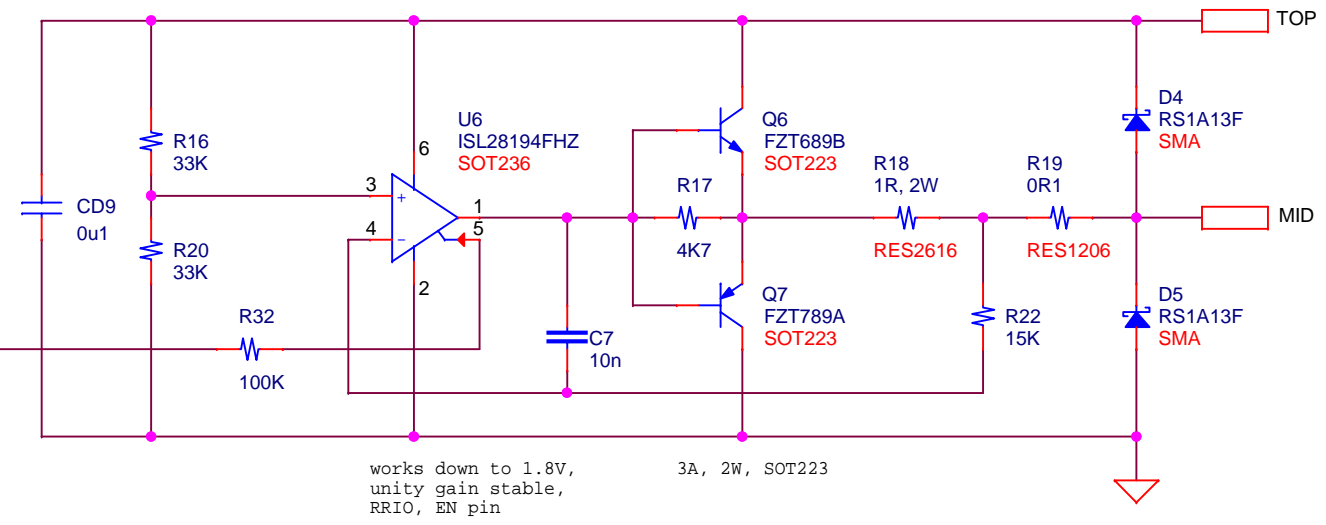 TOP
D4
RS1A13F
SMA
U6
ISL28194FHZ
SOT236
Q6
FZT689B
SOT223
R16
33K
6
R18
1R, 2W
R19
0R1
R17
3
+
1
CD9
0u1
4
−
5
MID
R20
33K
4K7
RES2616
RES1206
2
Q7
FZT789A
SOT223
D5
RS1A13F
SMA
R32
R22
15K
C7
10n
100K
works down to 1.8V,
unity gain stable,
RRIO, EN pin
3A, 2W, SOT223